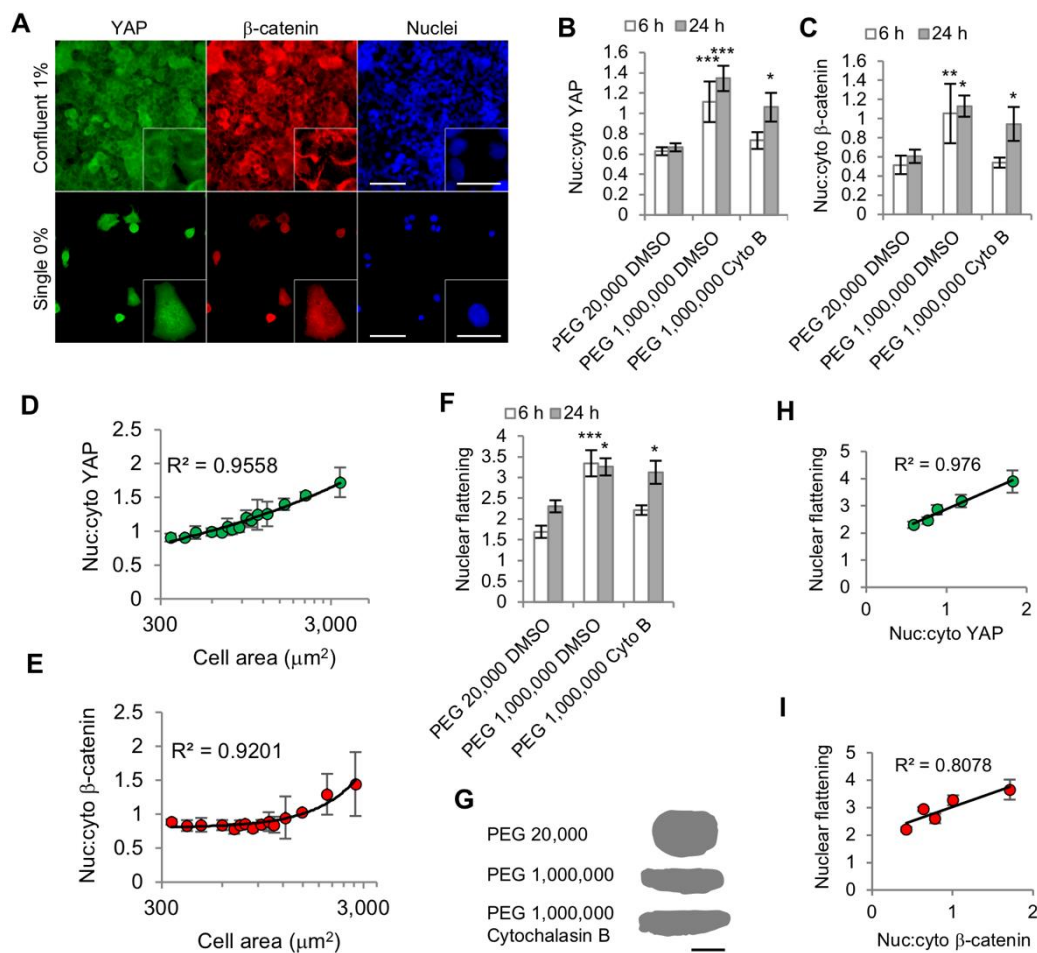 A
YAP
β-catenin
Nuclei
Confluent 1%
Single 0%
B
6 h
24 h
Nuc:cyto YAP
1.6
1.4
1.2
1
0.8
0.6
0.4
0.2
0
***
***
*
PEG 20,000 DMSO
PEG 1,000,000 DMSO
PEG 1,000,000 Cyto B
C
6 h
24 h
Nuc:cyto β-catenin
1.6
1.4
1.2
1
0.8
0.6
0.4
0.2
0
**
*
*
PEG 20,000 DMSO
PEG 1,000,000 DMSO
PEG 1,000,000 Cyto B
D
Nuc:cyto YAP
2.5
2
1.5
1
0.5
0
R² = 0.9558
300
3,000
Cell area (μm²)
E
Nuc:cyto β-catenin
2.5
2
1.5
1
0.5
0
R² = 0.9201
300
3,000
Cell area (μm²)
F
6 h
24 h
Nuclear flattening
4
3.5
3
2.5
2
1.5
1
0.5
0
***
*
*
PEG 20,000 DMSO
PEG 1,000,000 DMSO
PEG 1,000,000 Cyto B
G
PEG 20,000
PEG 1,000,000
PEG 1,000,000
Cytochalasin B
H
Nuclear flattening
5
4
3
2
1
0
R² = 0.976
0
1
2
Nuc:cyto YAP
I
Nuclear flattening
5
4
3
2
1
0
R² = 0.8078
0
1
2
Nuc:cyto β-catenin